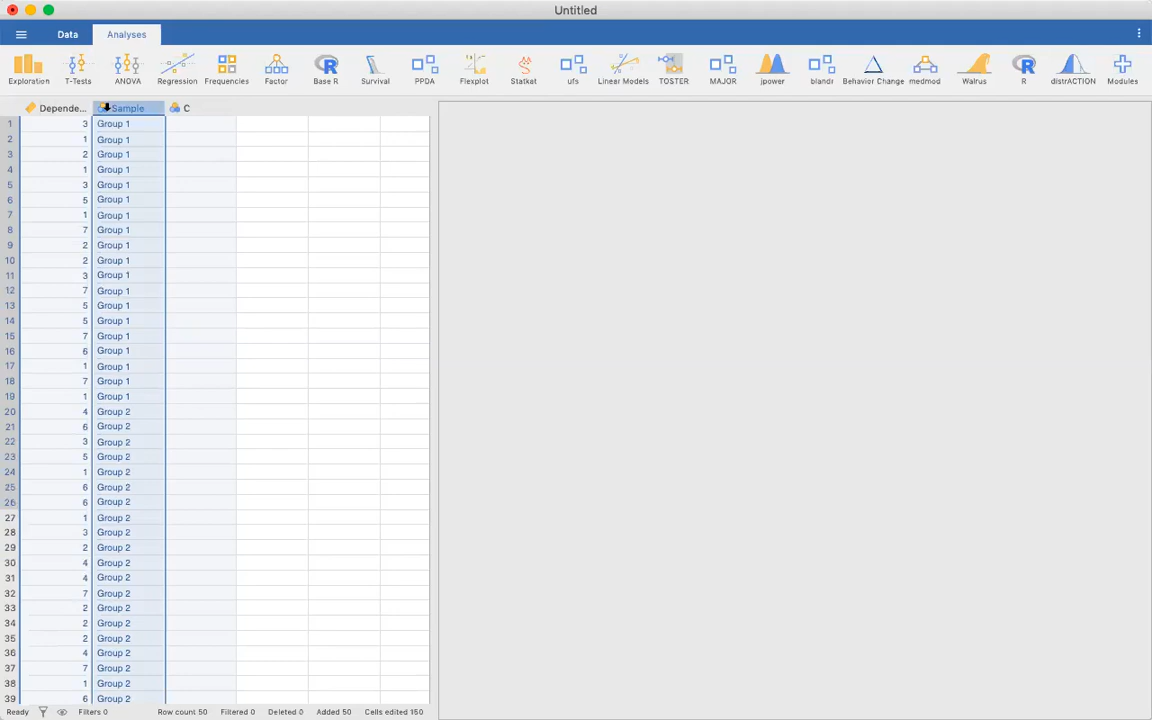 Untitled
Data Analyses
Exploration T-Tests ANOVA Regression Frequencies Factor Base R Survival PPDA Flexplot Statkat ufs Linear Models TOSTER MAJOR jpower blandr Behavior Change medmod Walrus R distrACTION Modules
Depende... Sample C
1 3 Group 1
2 1 Group 1
3 2 Group 1
4 1 Group 1
5 3 Group 1
6 5 Group 1
7 1 Group 1
8 7 Group 1
9 2 Group 1
10 2 Group 1
11 3 Group 1
12 7 Group 1
13 5 Group 1
14 5 Group 1
15 7 Group 1
16 6 Group 1
17 1 Group 1
18 7 Group 1
19 1 Group 1
20 4 Group 2
21 6 Group 2
22 3 Group 2
23 5 Group 2
24 1 Group 2
25 6 Group 2
26 6 Group 2
27 1 Group 2
28 3 Group 2
29 2 Group 2
30 4 Group 2
31 4 Group 2
32 7 Group 2
33 2 Group 2
34 2 Group 2
35 2 Group 2
36 4 Group 2
37 7 Group 2
38 1 Group 2
39 6 Group 2
Ready Filters 0 Row count 50 Filtered 0 Deleted 0 Added 50 Cells edited 150